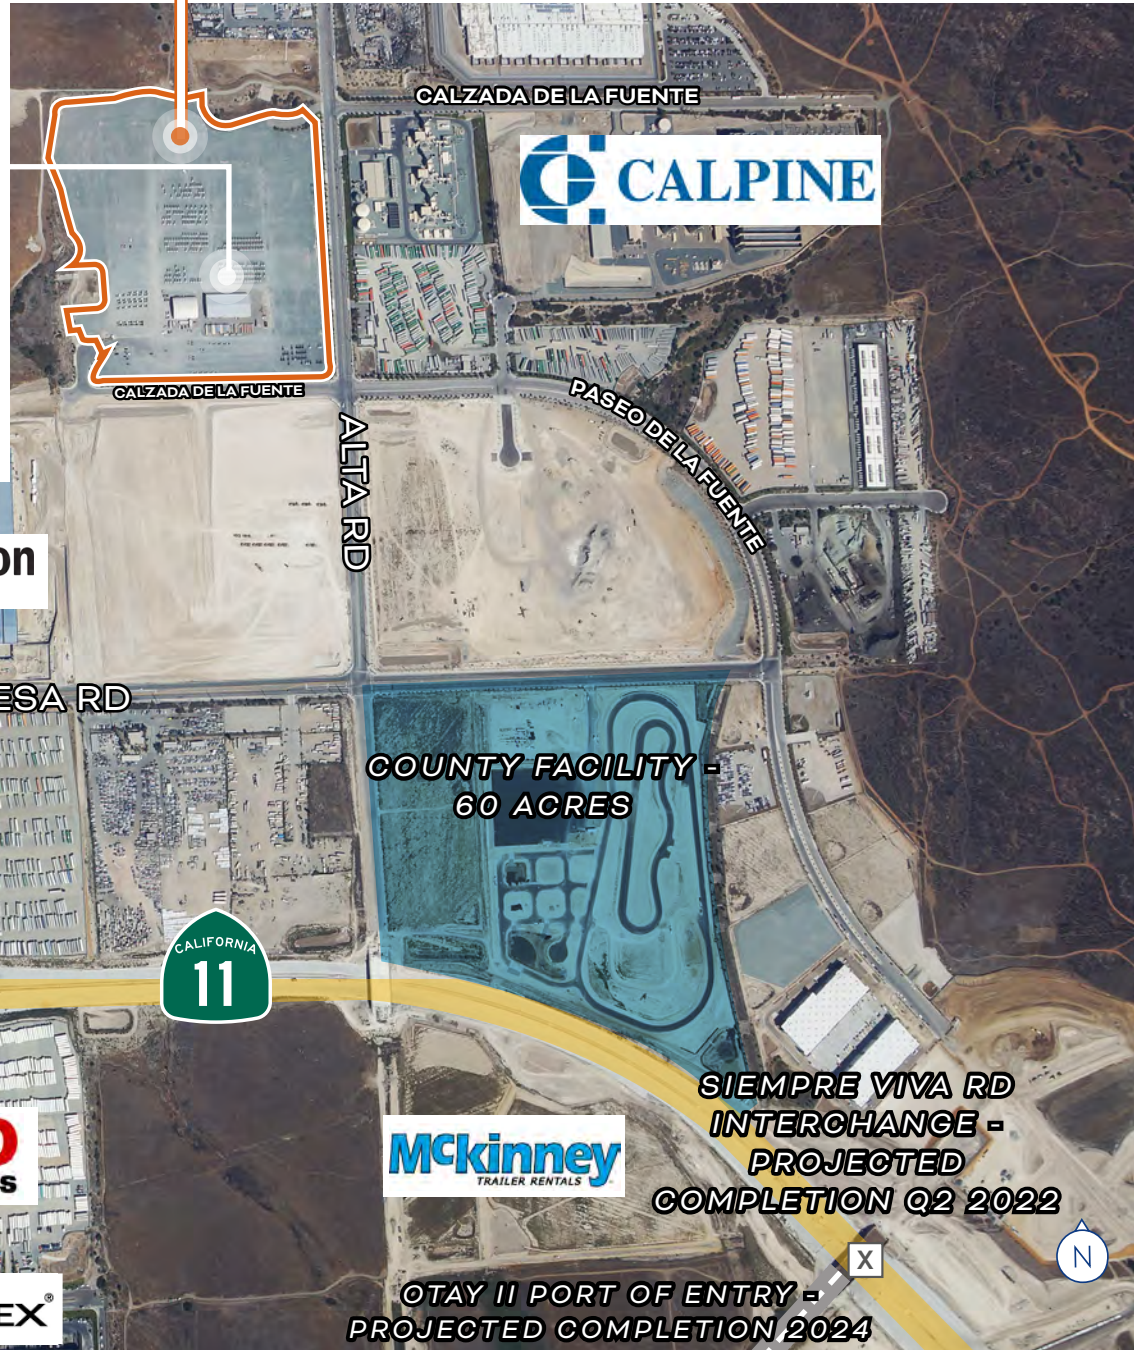 CALZADA DE LA FUENTE
CALPINE
CALZADA DE LA FUENTE
PASEO DE LA FUENTE
ALTA RD
on
ESA RD
COUNTY FACILITY -
60 ACRES
CALIFORNIA
11
SIEMPRE VIVA RD
INTERCHANGE -
PROJECTED
COMPLETION Q2 2022
McKinney
TRAILER RENTALS
S
X
N
EX®
OTAY II PORT OF ENTRY -
PROJECTED COMPLETION 2024